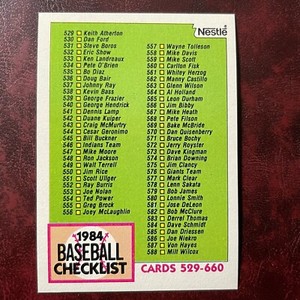 Nestlé
529 Keith Atherton
530 Dan Ford
531 Steve Boros
532 Eric Show
533 Ken Landreaux
534 Pete O'Brien
535 Bo Diaz
536 Doug Bair
537 Johnny Ray
538 Kevin Bass
539 George Frazier
540 George Hendrick
541 Dennis Lamp
542 Duane Kuiper
543 Craig McMurtry
544 Cesar Geronimo
545 Bill Buckner
546 Indians Team
547 Mike Moore
548 Ron Jackson
549 Walt Terrell
550 Jim Rice
551 Scott Ullger
552 Ray Burris
553 Joe Nolan
554 Ted Power
555 Greg Brock
556 Joey McLaughlin
557 Wayne Tolleson
558 Mike Davis
559 Mike Scott
560 Carlton Fisk
561 Whitey Herzog
562 Manny Castillo
563 Glenn Wilson
564 Al Holland
565 Leon Durham
566 Jim Bibby
567 Mike Heath
568 Pete Filson
569 Bake McBride
570 Dan Quisenberry
571 Bruce Bochy
572 Jerry Royster
573 Dave Kingman
574 Brian Downing
575 Jim Clancy
576 Giants Team
577 Mark Clear
578 Lenn Sakata
579 Bob James
580 Lonnie Smith
581 Jose DeLeon
582 Bob McClure
583 Derrel Thomas
584 Dave Schmidt
585 Dan Driessen
586 Joe Niekro
587 Von Hayes
588 Milt Wilcox
1984
BASEBALL
CHECKLIST
CARDS 529-660